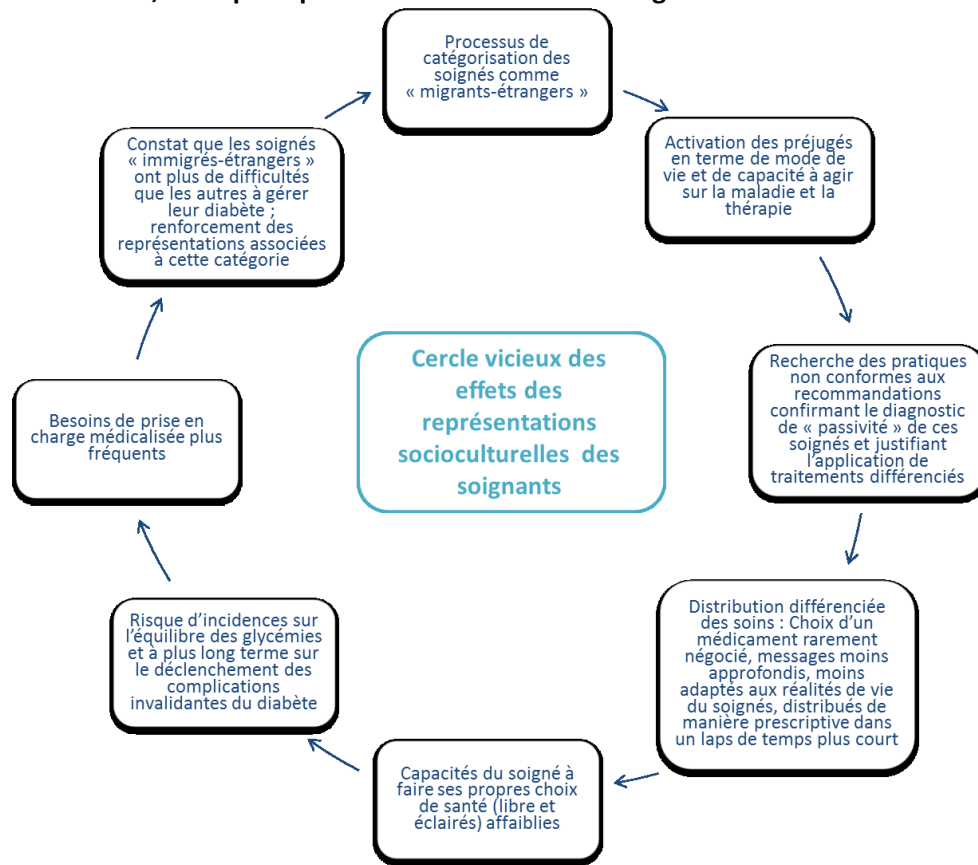 Processus de
catégorisation des
soignés comme
« migrants-étrangers »
Activation des préjugés
en terme de mode de
vie et de capacité à agir
sur la maladie et la
thérapie
Recherche des pratiques
non conformes aux
recommandations
confirmant le diagnostic
de « passivité » de ces
soignés et justifiant
l'application de
traitements différenciés
Distribution différenciée
des soins : Choix d'un
médicament rarement
négocié, messages moins
approfondis, moins
adaptés aux réalités de vie
du soignés, distribués de
manière prescriptive dans
un laps de temps plus court
Capacités du soigné à
faire ses propres choix
de santé (libre et
éclairés) affaiblies
Risque d'incidences sur
l'équilibre des glycémies
et à plus long terme sur
le déclenchement des
complications
invalidantes du diabète
Besoins de prise en
charge médicalisée plus
fréquents
Constat que les soignés
« immigrés-étrangers »
ont plus de difficultés
que les autres à gérer
leur diabète ;
renforcement des
représentations associées
à cette catégorie
Cercle vicieux des
effets des
représentations
socioculturelles des
soignants